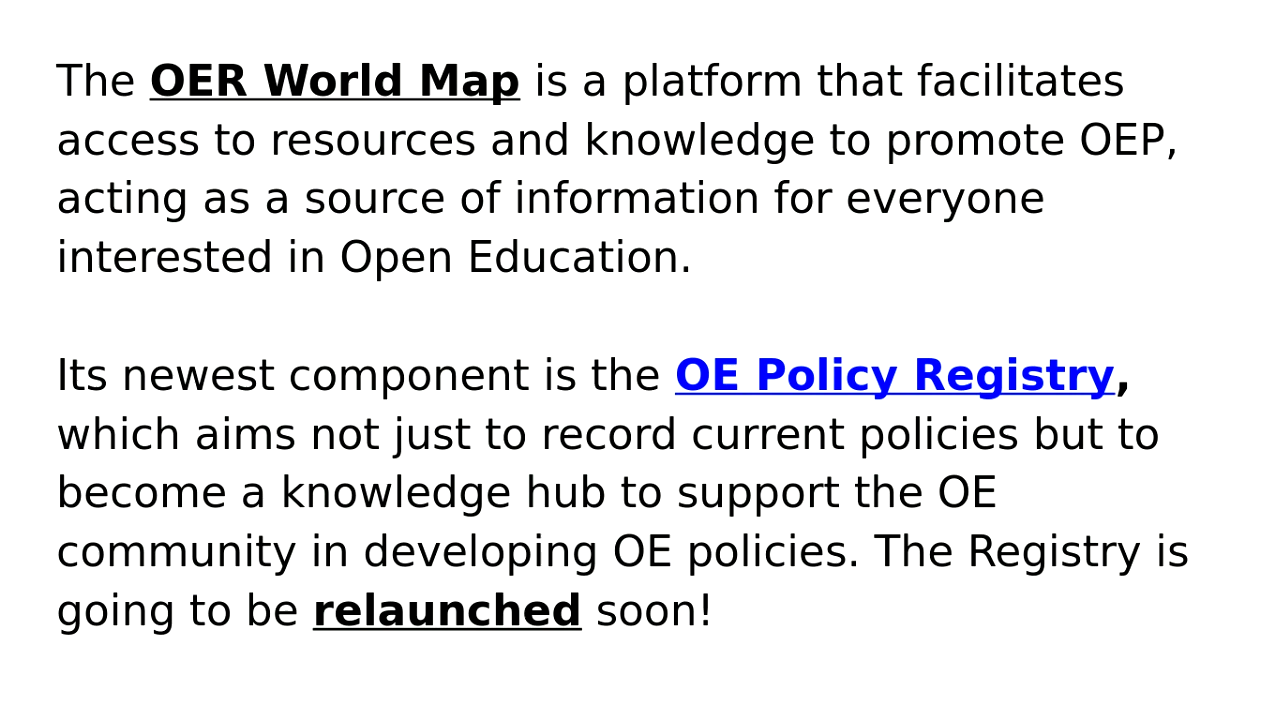 The OER World Map is a platform that facilitates
access to resources and knowledge to promote OEP,
acting as a source of information for everyone
interested in Open Education.
Its newest component is the OE Policy Registry,
which aims not just to record current policies but to
become a knowledge hub to support the OE
community in developing OE policies. The Registry is
going to be relaunched soon!